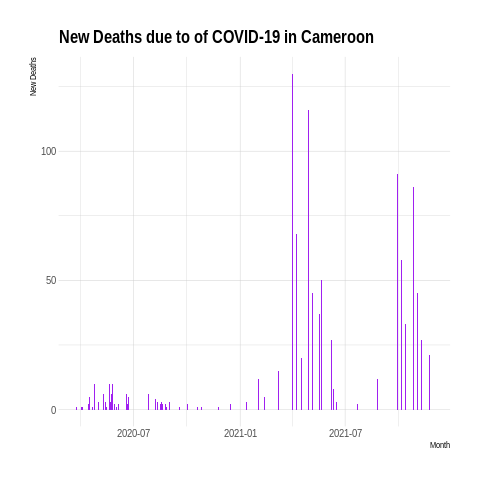 New Deaths due to of COVID-19 in Cameroon
New Deaths
100
50
0
2020-07
2021-01
2021-07
Month